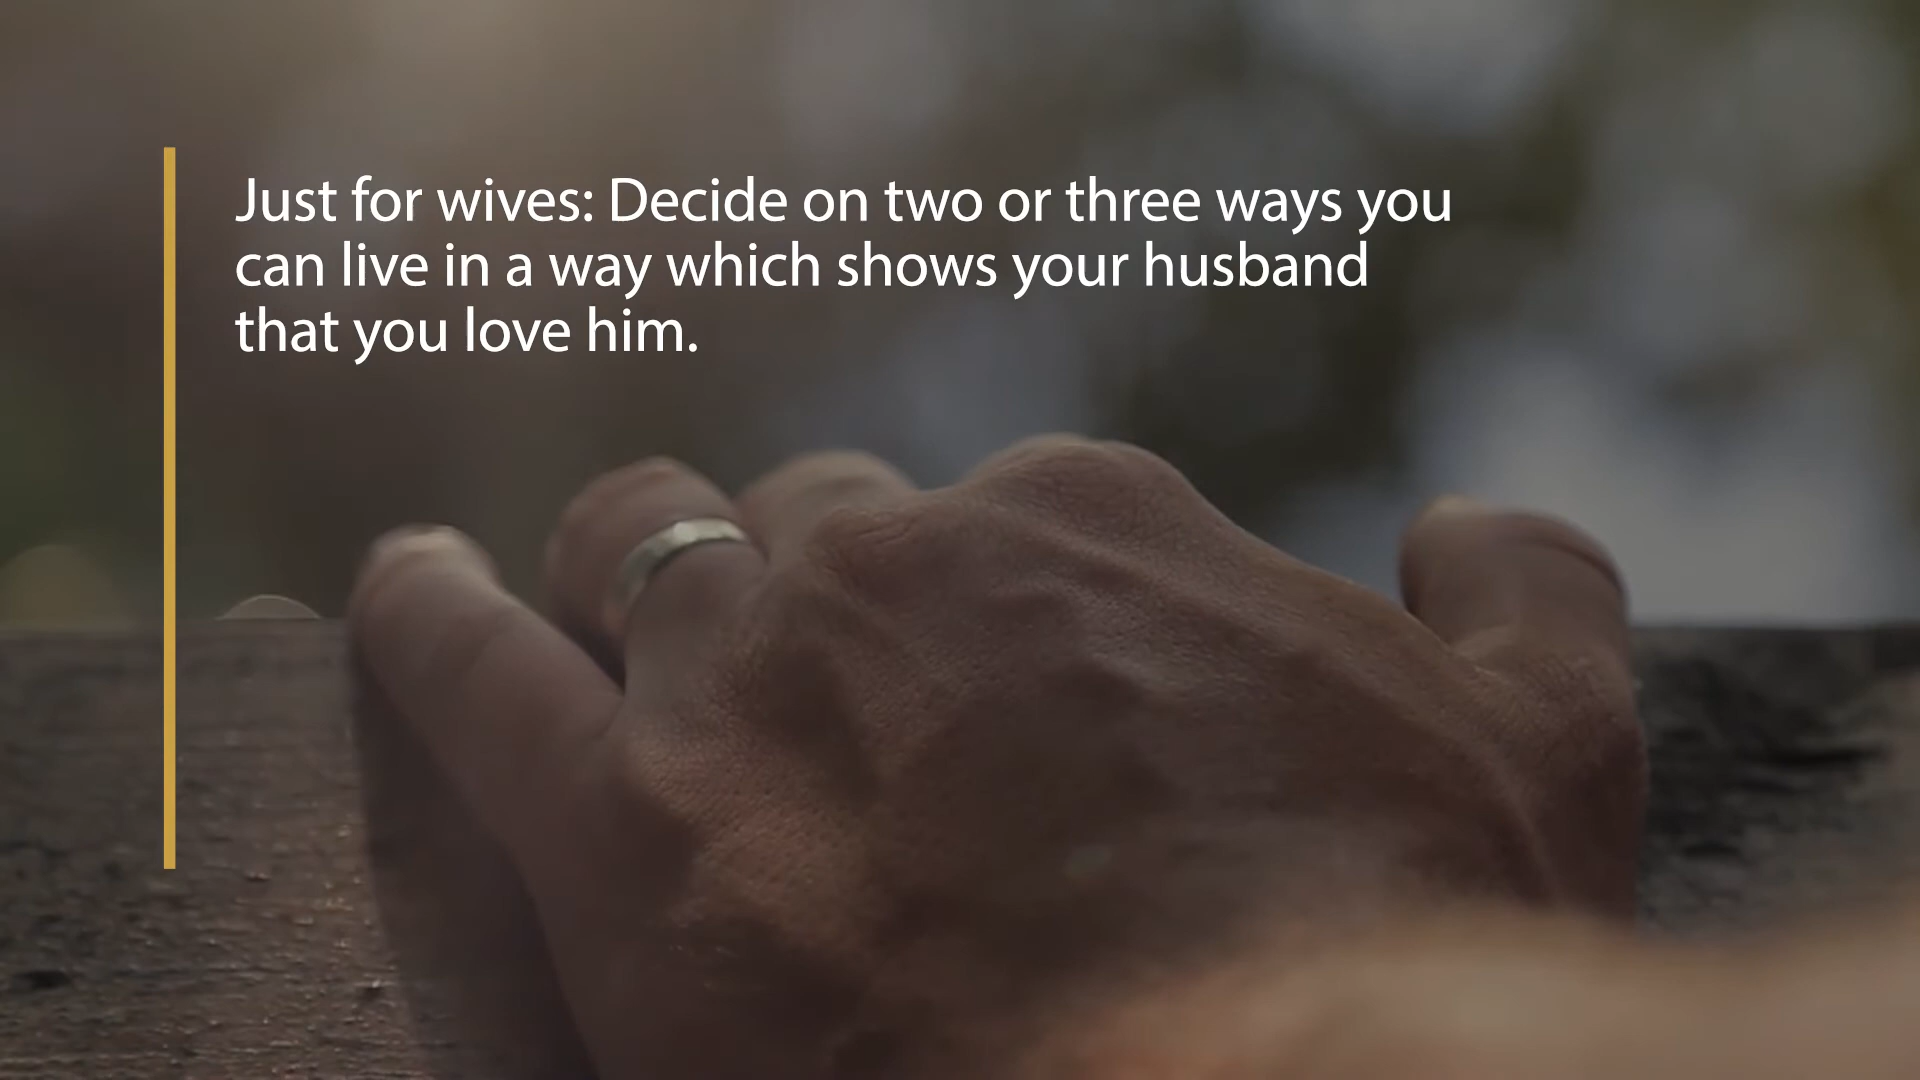 Just for wives: Decide on two or three ways you
can live in a way which shows your husband
that you love him.